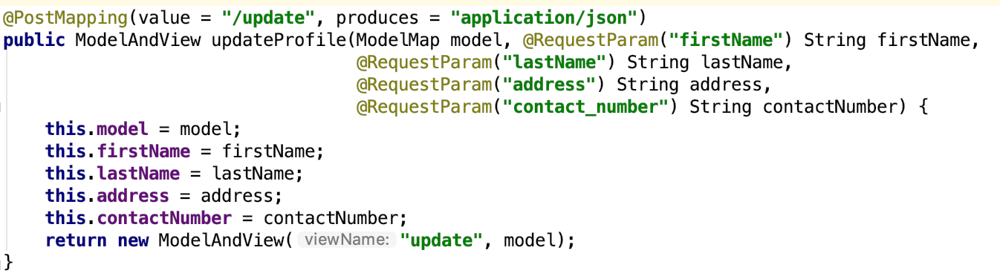 @PostMapping(value = "/update", produces = "application/json")
public ModelAndView updateProfile(ModelMap model, @RequestParam("firstName") String firstName,
@RequestParam("lastName") String lastName,
@RequestParam("address") String address,
@RequestParam("contact_number") String contactNumber) {
this.model = model;
this.firstName = firstName;
this.lastName = lastName;
this.address = address;
this.contactNumber = contactNumber;
return new ModelAndView( viewName: "update", model);
}